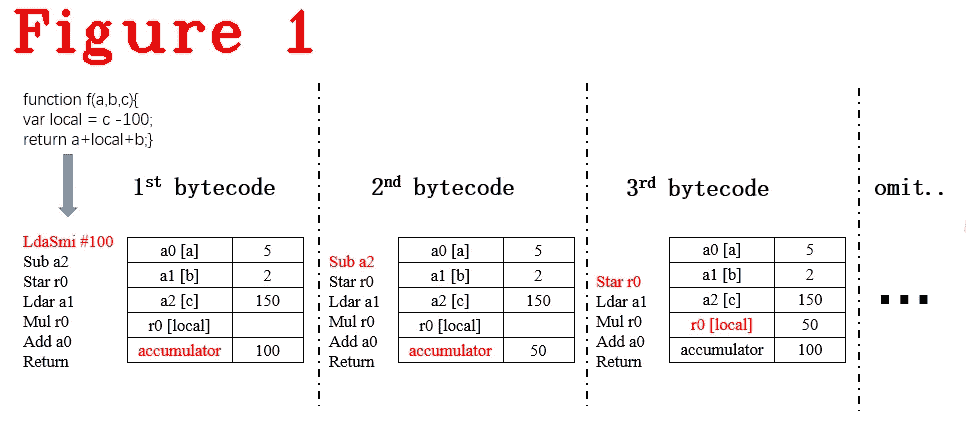 Figure 1
function f(a,b,c){
var local = c -100;
return a+local+b;}
1st bytecode
LdaSmi #100
Sub a2
Star r0
Ldar a1
Mul r0
Add a0
Return
a0 [a] 5
a1 [b] 2
a2 [c] 150
r0 [local]
accumulator 100
2nd bytecode
Sub a2
Star r0
Ldar a1
Mul r0
Add a0
Return
a0 [a] 5
a1 [b] 2
a2 [c] 150
r0 [local]
accumulator 50
3rd bytecode
Star r0
Ldar a1
Mul r0
Add a0
Return
a0 [a] 5
a1 [b] 2
a2 [c] 150
r0 [local] 50
accumulator 100
omit..
...